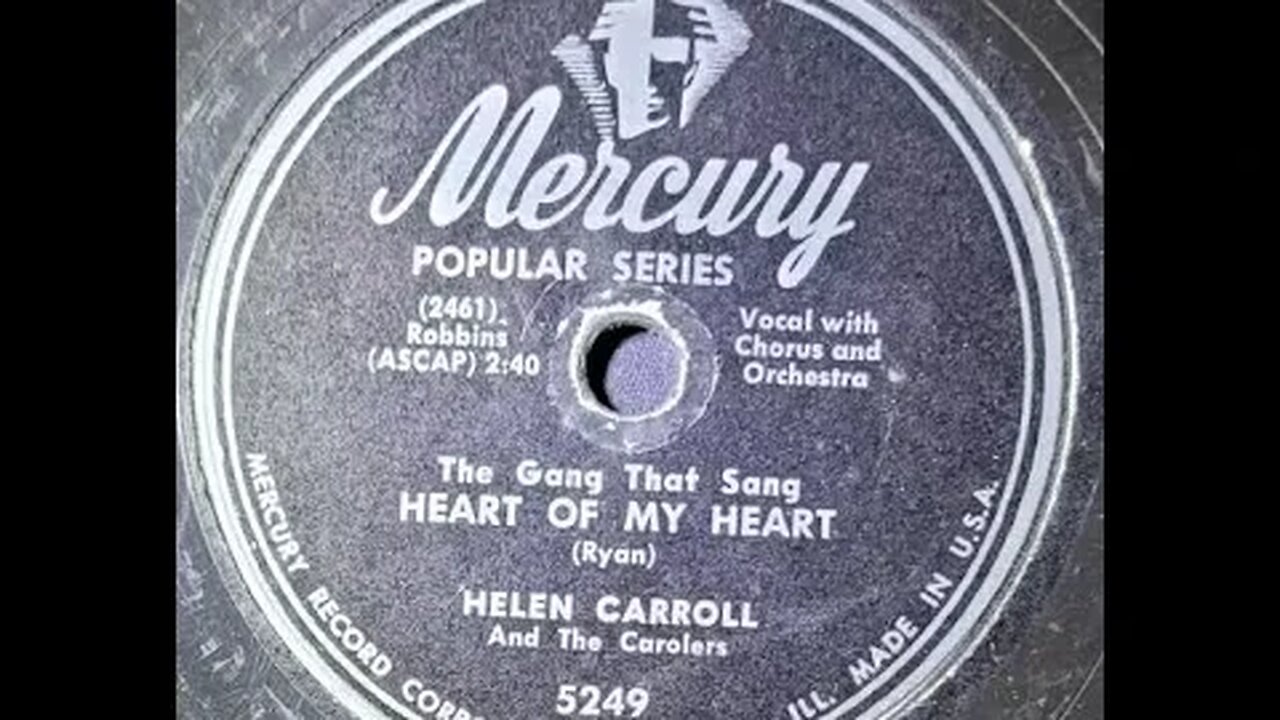 Mercury
POPULAR SERIES
(2461)
Robbins
(ASCAP) 2:40
Vocal with
Chorus and
Orchestra
The Gang That Sang
HEART OF MY HEART
(Ryan)
HELEN CARROLL
And The Carolers
5249
MERCURY RECORD
ILL. MADE IN U.S.A.